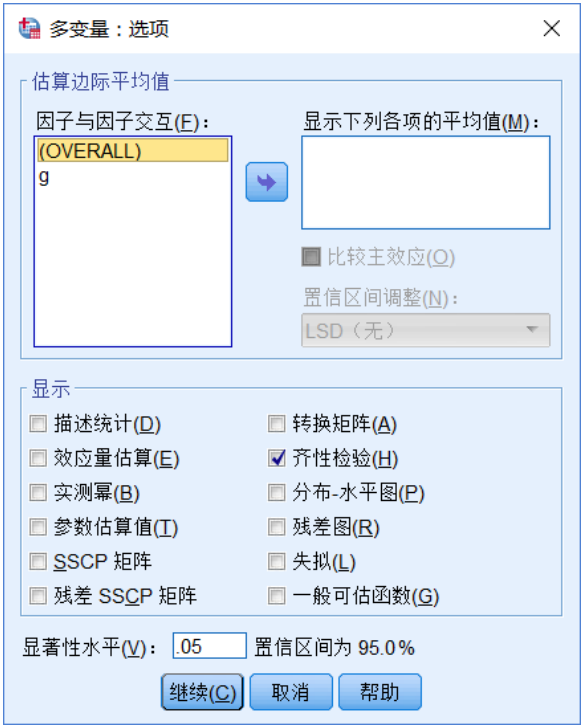 多变量：选项
估算边际平均值
因子与因子交互(F)：
显示下列各项的平均值(M)：
(OVERALL)
g
比较主效应(O)
置信区间调整(N)：
LSD（无）
显示
描述统计(D)
转换矩阵(A)
效应量估算(E)
齐性检验(H)
实测幂(B)
分布-水平图(P)
参数估算值(T)
残差图(R)
SSCP 矩阵
失拟(L)
残差 SSCP 矩阵
一般可估函数(G)
显著性水平(V)： .05 置信区间为 95.0%
继续(C) 取消 帮助